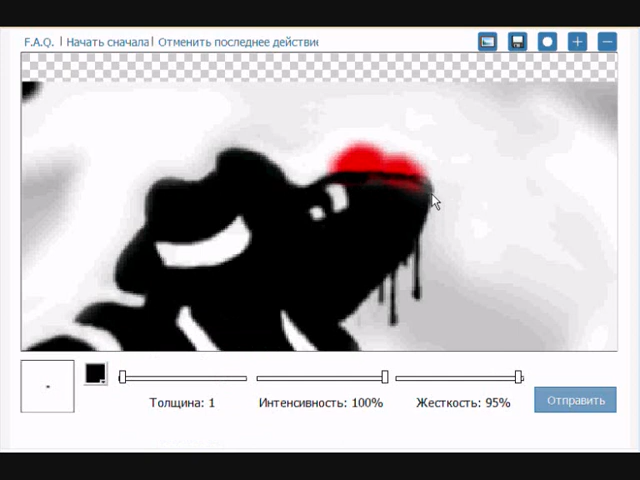 F.A.Q. | Начать сначала | Отменить последнее действи
Толщина: 1 Интенсивность: 100% Жесткость: 95%
Отправить